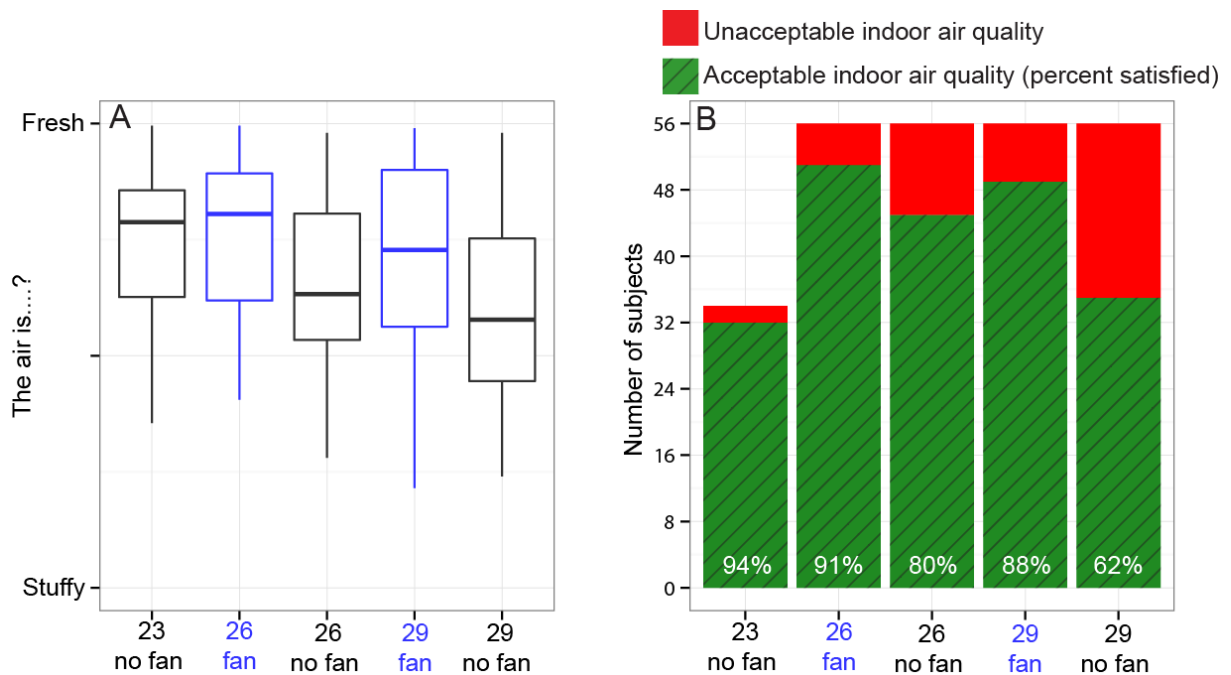 Unacceptable indoor air quality
Acceptable indoor air quality (percent satisfied)
A
Fresh
The air is....?
Stuffy
23
no fan
26
fan
26
no fan
29
fan
29
no fan
B
Number of subjects
56
48
40
32
24
16
8
0
94%
91%
80%
88%
62%
23
no fan
26
fan
26
no fan
29
fan
29
no fan